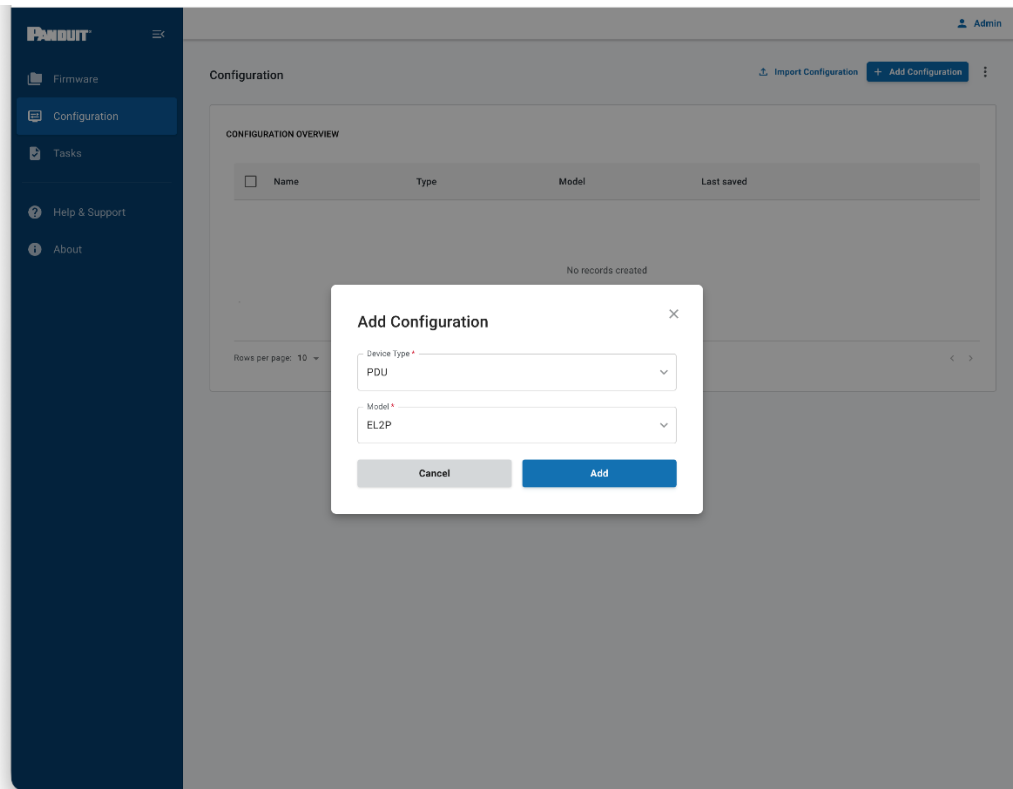 PANDUIT
Admin
Firmware
Configuration
Tasks
Help & Support
About
Configuration
Import Configuration
+ Add Configuration
CONFIGURATION OVERVIEW
Name Type Model Last saved
No records created
Rows per page: 10
Add Configuration
Device Type *
PDU
Model *
EL2P
Cancel Add